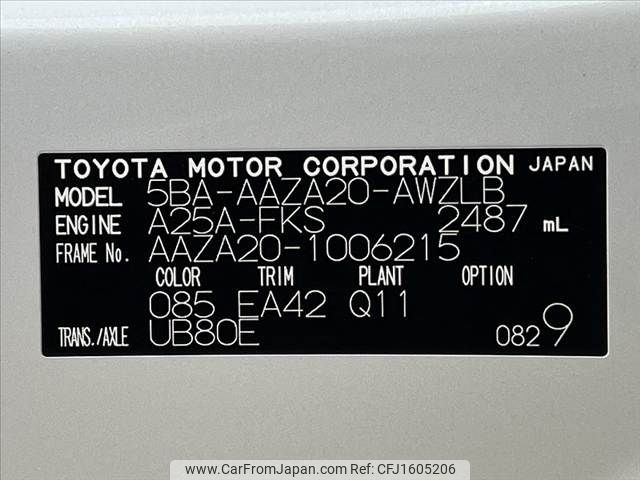 TOYOTA MOTOR CORPORATION JAPAN
MODEL 5BA-AAZA20-AWZLB
ENGINE A25A-FKS 2487 mL
FRAME No. AAZA20-1006215
COLOR TRIM PLANT OPTION
085 EA42 Q11
TRANS./AXLE UB80E 0829
www.CarFromJapan.com ©CarFromJapan CFJ1605206